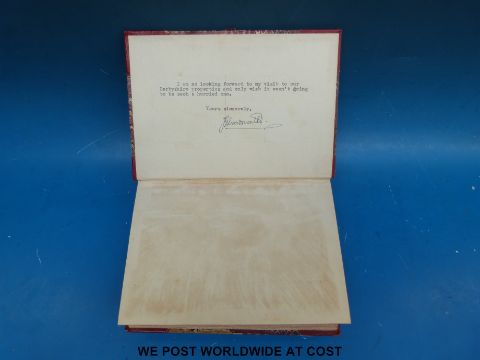 I am so looking forward to my visit to our
Derbyshire properties and only wish it wasn't going
to be such a hurried one.
Yours sincerely,
WE POST WORLDWIDE AT COST